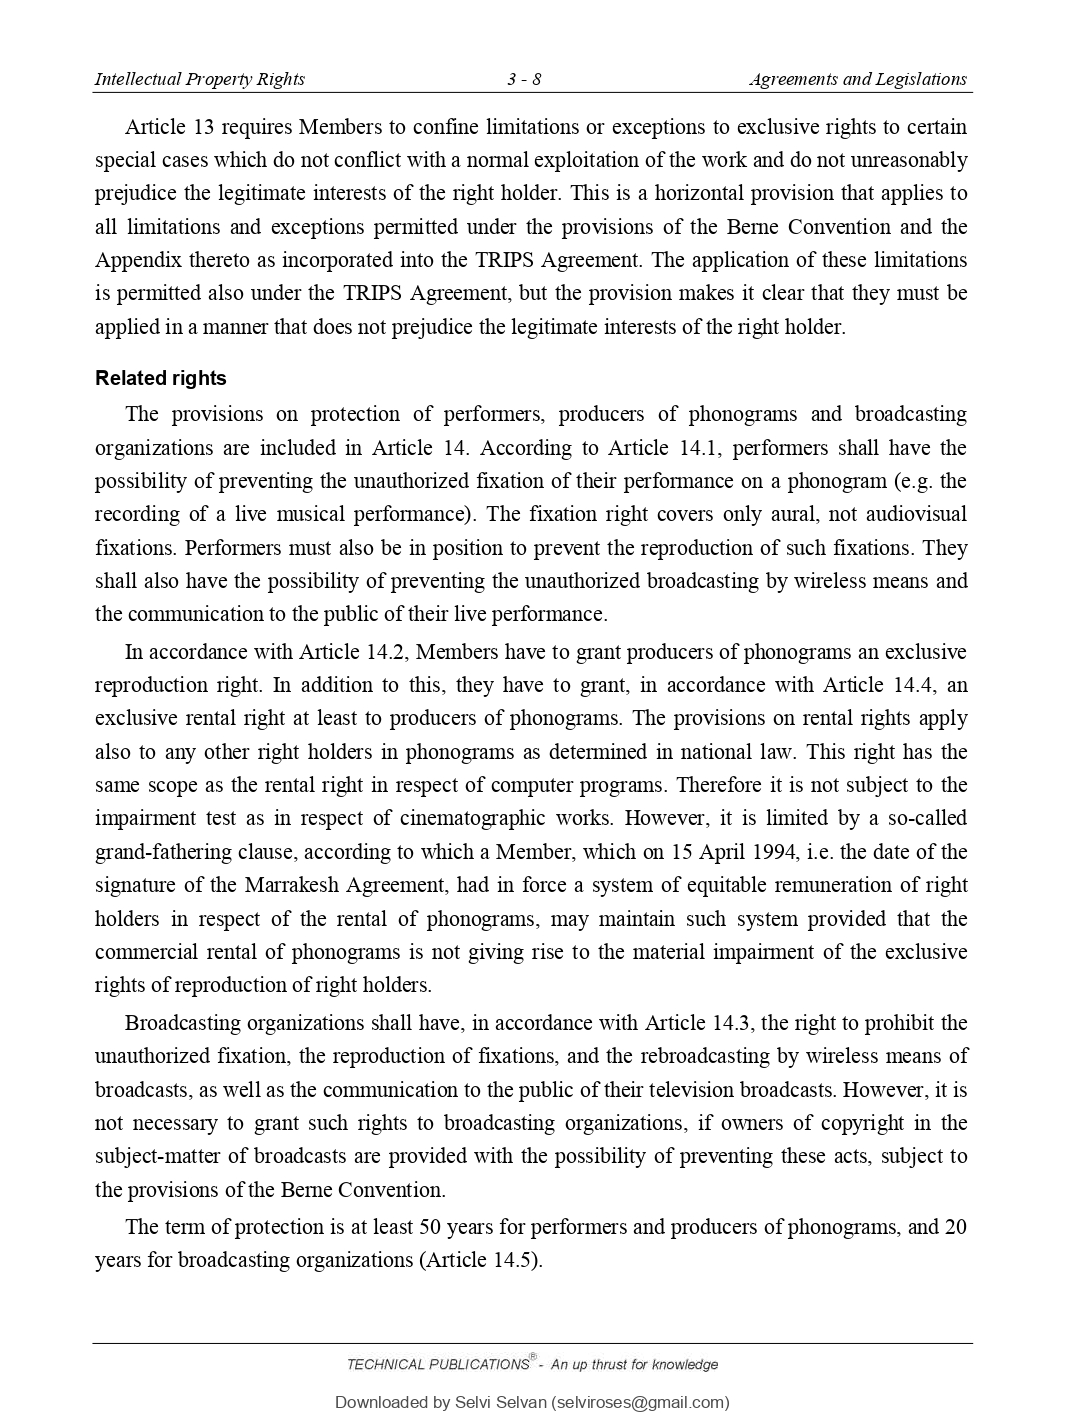 Intellectual Property Rights 3 - 8 Agreements and Legislations
Article 13 requires Members to confine limitations or exceptions to exclusive rights to certain
special cases which do not conflict with a normal exploitation of the work and do not unreasonably
prejudice the legitimate interests of the right holder. This is a horizontal provision that applies to
all limitations and exceptions permitted under the provisions of the Berne Convention and the
Appendix thereto as incorporated into the TRIPS Agreement. The application of these limitations
is permitted also under the TRIPS Agreement, but the provision makes it clear that they must be
applied in a manner that does not prejudice the legitimate interests of the right holder.
Related rights
The provisions on protection of performers, producers of phonograms and broadcasting
organizations are included in Article 14. According to Article 14.1, performers shall have the
possibility of preventing the unauthorized fixation of their performance on a phonogram (e.g. the
recording of a live musical performance). The fixation right covers only aural, not audiovisual
fixations. Performers must also be in position to prevent the reproduction of such fixations. They
shall also have the possibility of preventing the unauthorized broadcasting by wireless means and
the communication to the public of their live performance.
In accordance with Article 14.2, Members have to grant producers of phonograms an exclusive
reproduction right. In addition to this, they have to grant, in accordance with Article 14.4, an
exclusive rental right at least to producers of phonograms. The provisions on rental rights apply
also to any other right holders in phonograms as determined in national law. This right has the
same scope as the rental right in respect of computer programs. Therefore it is not subject to the
impairment test as in respect of cinematographic works. However, it is limited by a so-called
grand-fathering clause, according to which a Member, which on 15 April 1994, i.e. the date of the
signature of the Marrakesh Agreement, had in force a system of equitable remuneration of right
holders in respect of the rental of phonograms, may maintain such system provided that the
commercial rental of phonograms is not giving rise to the material impairment of the exclusive
rights of reproduction of right holders.
Broadcasting organizations shall have, in accordance with Article 14.3, the right to prohibit the
unauthorized fixation, the reproduction of fixations, and the rebroadcasting by wireless means of
broadcasts, as well as the communication to the public of their television broadcasts. However, it is
not necessary to grant such rights to broadcasting organizations, if owners of copyright in the
subject-matter of broadcasts are provided with the possibility of preventing these acts, subject to
the provisions of the Berne Convention.
The term of protection is at least 50 years for performers and producers of phonograms, and 20
years for broadcasting organizations (Article 14.5).
TECHNICAL PUBLICATIONS® - An up thrust for knowledge
Downloaded by Selvi Selvan (selviroses@gmail.com)